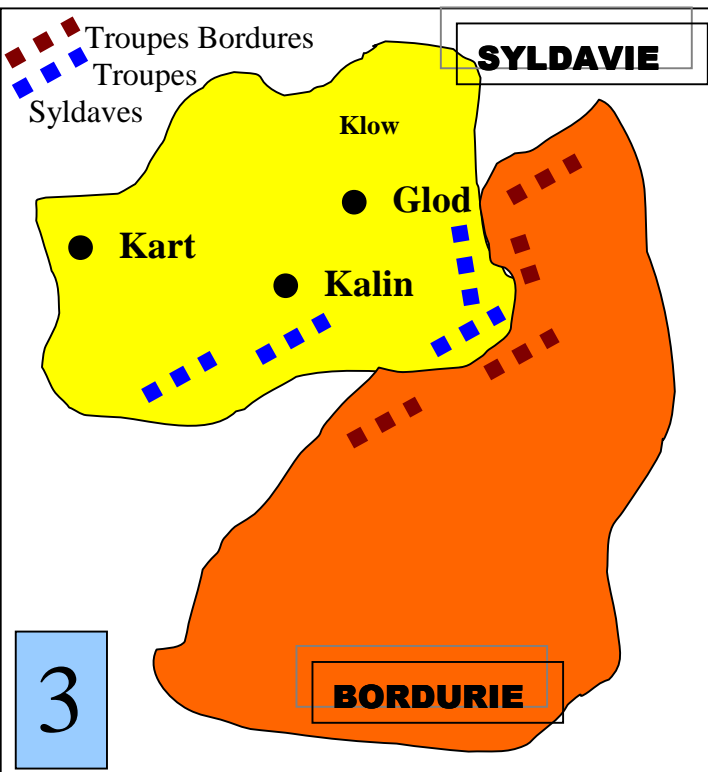 Troupes Bordures
Troupes
Syldaves
SYLDAVIE
Klow
Glod
Kart
Kalin
3
BORDURIE